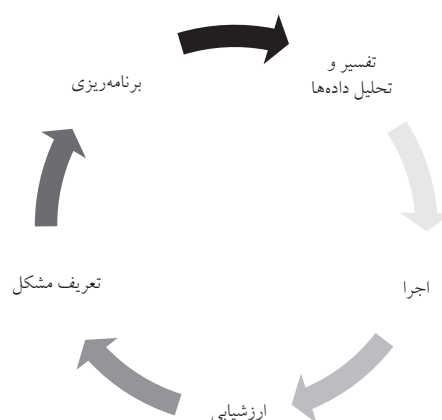 تفسیر و
تحلیل داده‌ها
برنامه‌ریزی
تعریف مشکل
اجرا
ارزشیابی